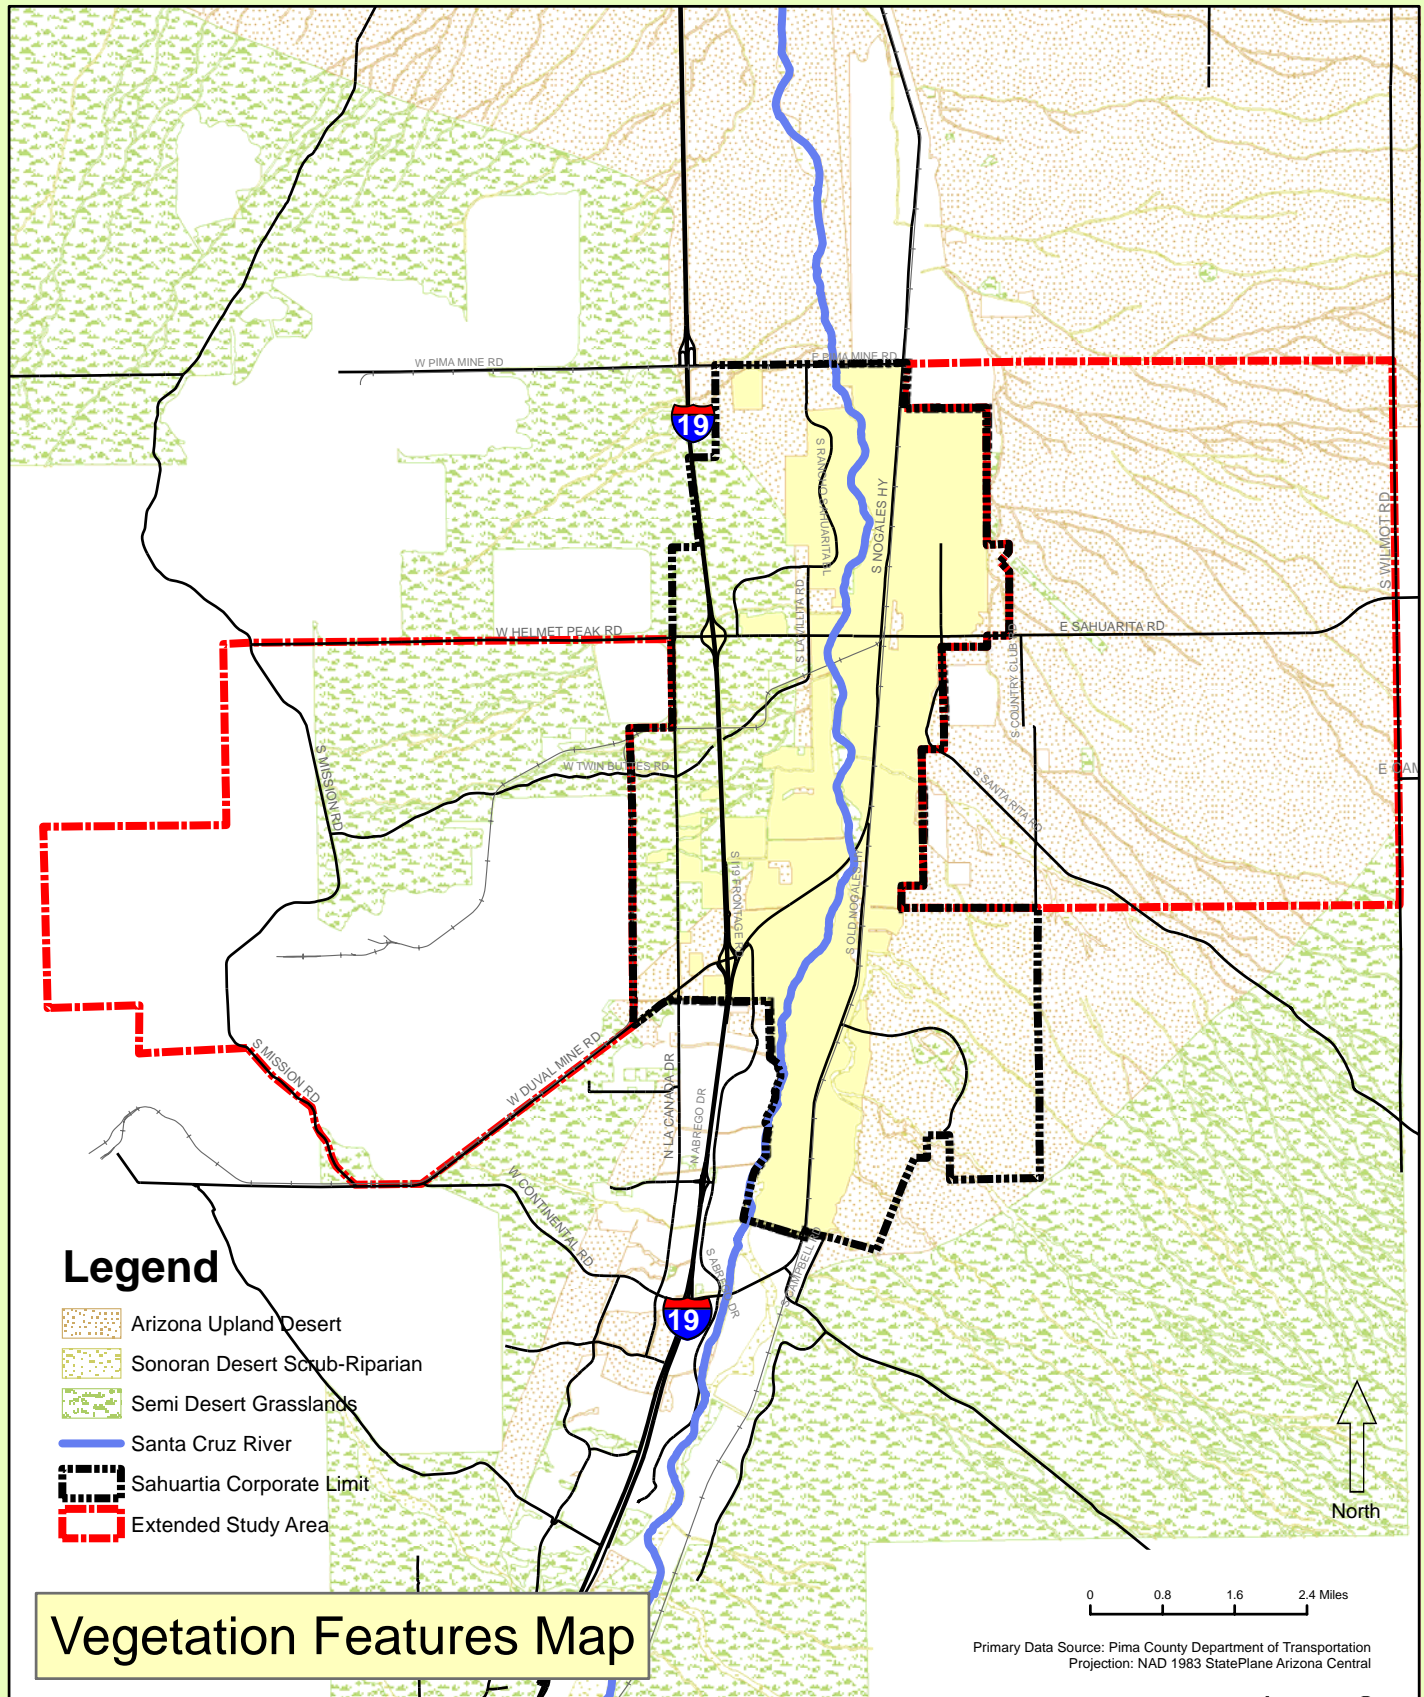 W PIMA MINE RD
E PIMA MINE RD
19
S RANCHO SAHUARITA BL
S NOGALES HY
S WILMOT RD
S LA VILLITA RD
W HELMET PEAK RD
E SAHUARITA RD
S COUNTRY CLUB RD
S MISSION RD
W TWIN BUTTES RD
S SANTA RITA RD
E CAM
S I19 FRONTAGE RD
S OLD NOGALES HY
S MISSION RD
W DUVAL MINE RD
N LA CANADA DR
N ABREGO DR
W CONTINENTAL RD
S ABREGO DR
S CAMPBELL RD
19
Legend
Arizona Upland Desert
Sonoran Desert Scrub-Riparian
Semi Desert Grasslands
Santa Cruz River
Sahuartia Corporate Limit
Extended Study Area
North
0 0.8 1.6 2.4 Miles
Vegetation Features Map
Primary Data Source: Pima County Department of Transportation
Projection: NAD 1983 StatePlane Arizona Central